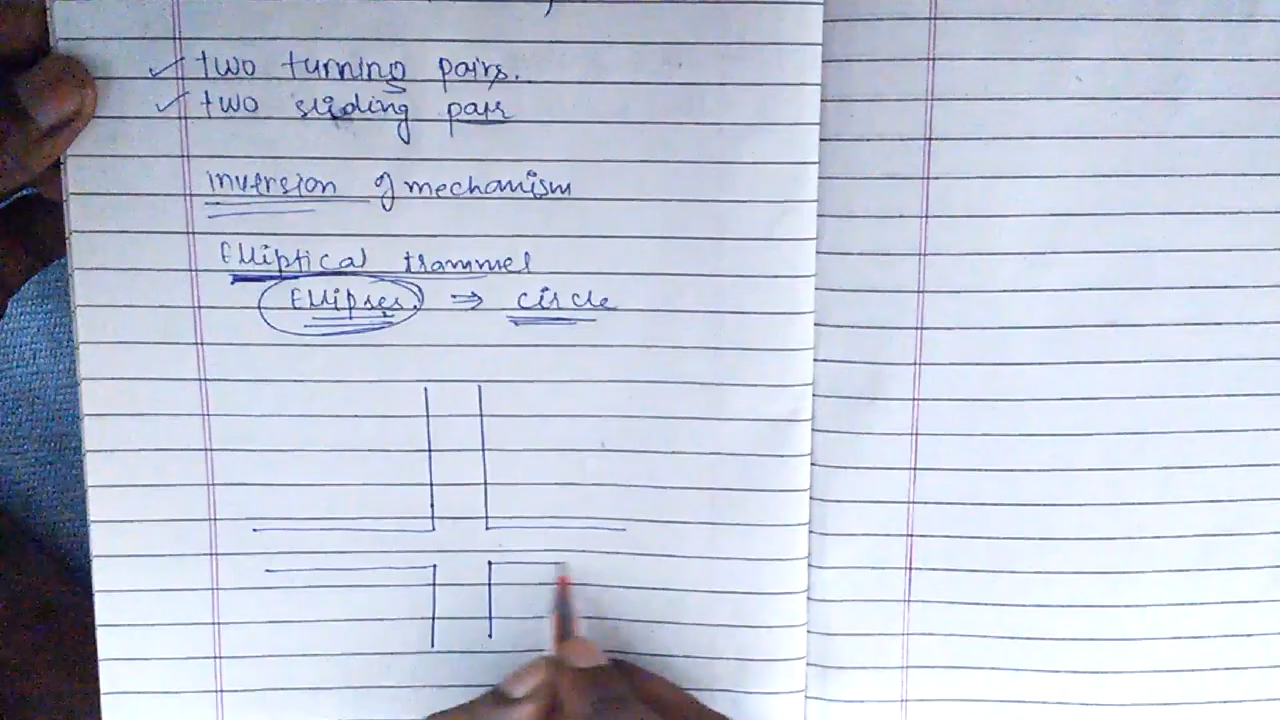 ✓ two turning pairs.
✓ two sliding pair
inversion of mechanism
Elliptical trammel
Ellipses. ⇒ circle